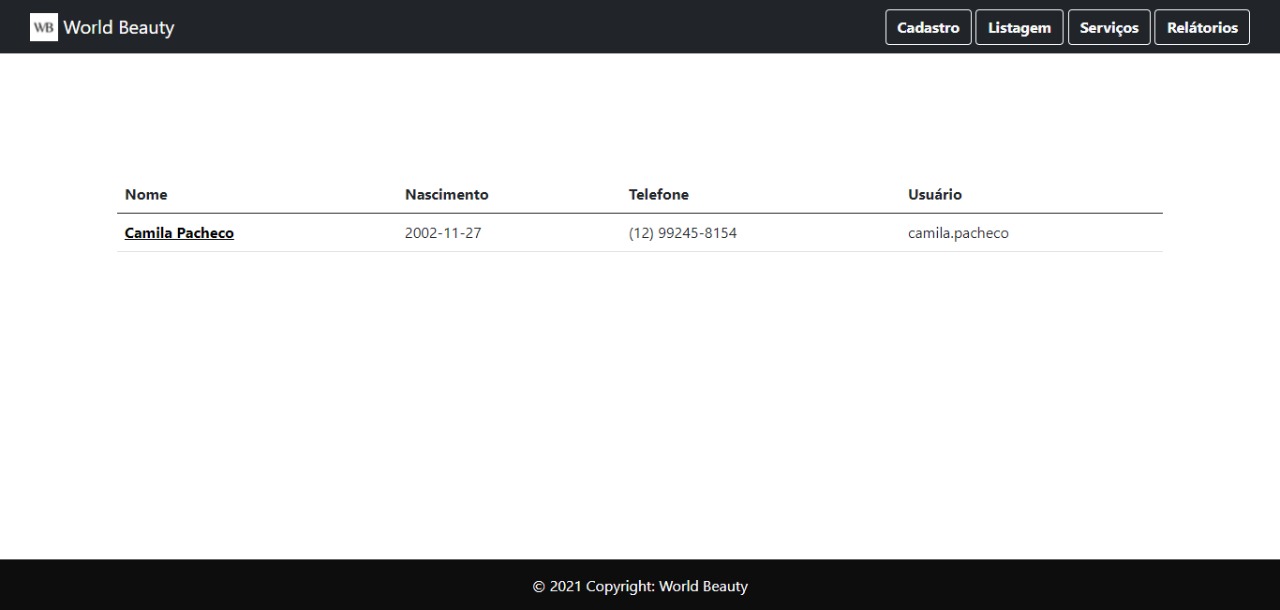 WB World Beauty Cadastro Listagem Serviços Relátorios
Nome Nascimento Telefone Usuário
Camila Pacheco 2002-11-27 (12) 99245-8154 camila.pacheco
© 2021 Copyright: World Beauty